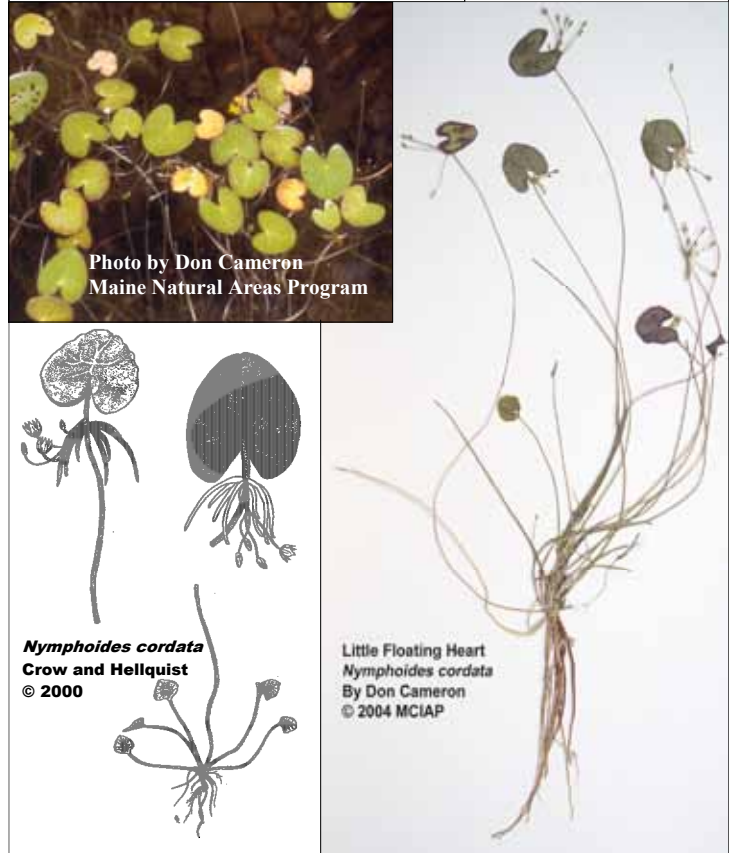 Photo by Don Cameron
Maine Natural Areas Program
Nymphoides cordata
Crow and Hellquist
© 2000
Little Floating Heart
Nymphoides cordata
By Don Cameron
© 2004 MCIAP